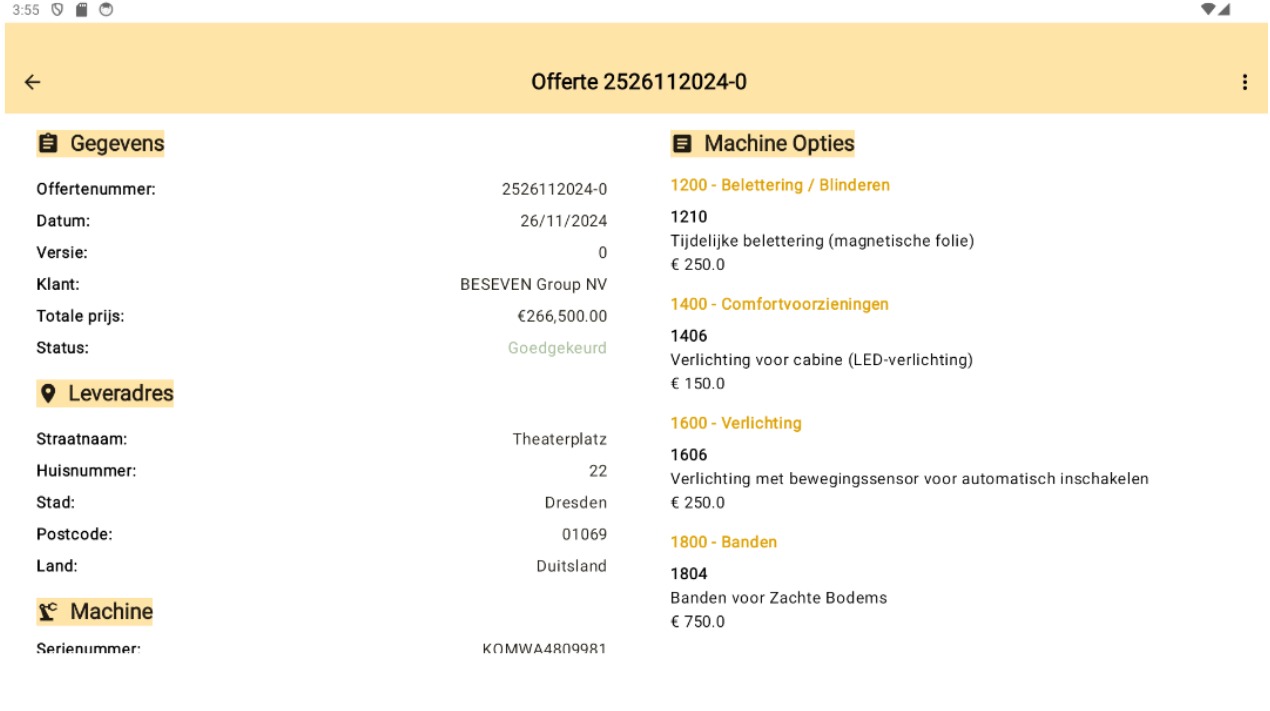 3:55
Offerte 2526112024-0
Gegevens
Offertenummer: 2526112024-0
Datum: 26/11/2024
Versie: 0
Klant: BESEVEN Group NV
Totale prijs: €266,500.00
Status: Goedgekeurd
Leveradres
Straatnaam: Theaterplatz
Huisnummer: 22
Stad: Dresden
Postcode: 01069
Land: Duitsland
Machine
Serienummer: KOMWA4809981
Machine Opties
1200 - Belettering / Blinderen
1210
Tijdelijke belettering (magnetische folie)
€ 250.0
1400 - Comfortvoorzieningen
1406
Verlichting voor cabine (LED-verlichting)
€ 150.0
1600 - Verlichting
1606
Verlichting met bewegingssensor voor automatisch inschakelen
€ 250.0
1800 - Banden
1804
Banden voor Zachte Bodems
€ 750.0